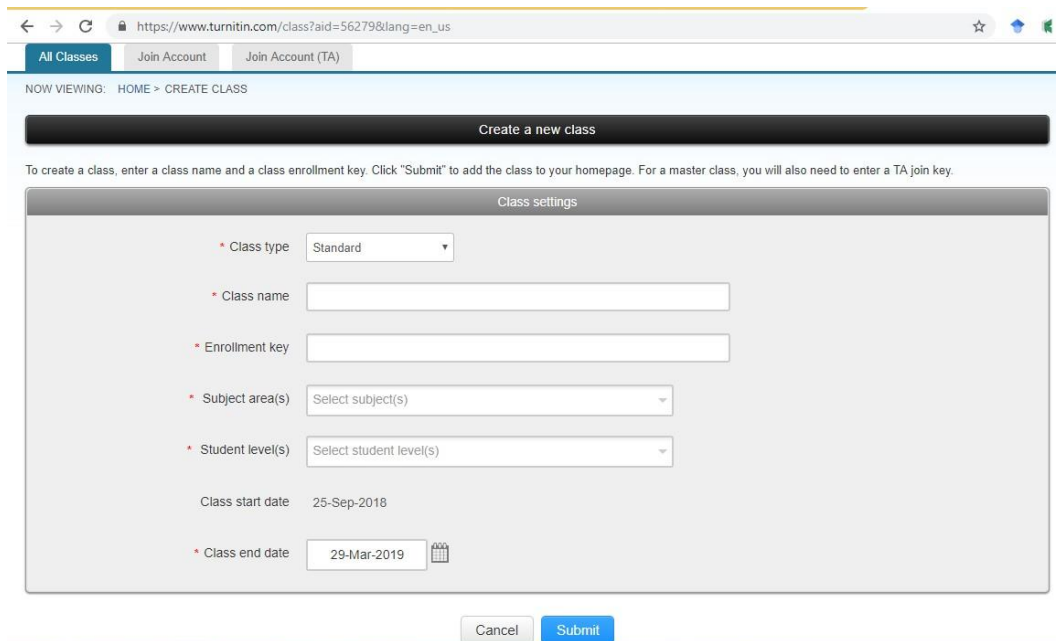 https://www.turnitin.com/class?aid=56279&lang=en_us
All Classes Join Account Join Account (TA)
NOW VIEWING: HOME > CREATE CLASS
Create a new class
To create a class, enter a class name and a class enrollment key. Click "Submit" to add the class to your homepage. For a master class, you will also need to enter a TA join key.
Class settings
* Class type Standard
* Class name
* Enrollment key
* Subject area(s) Select subject(s)
* Student level(s) Select student level(s)
Class start date 25-Sep-2018
* Class end date 29-Mar-2019
Cancel Submit